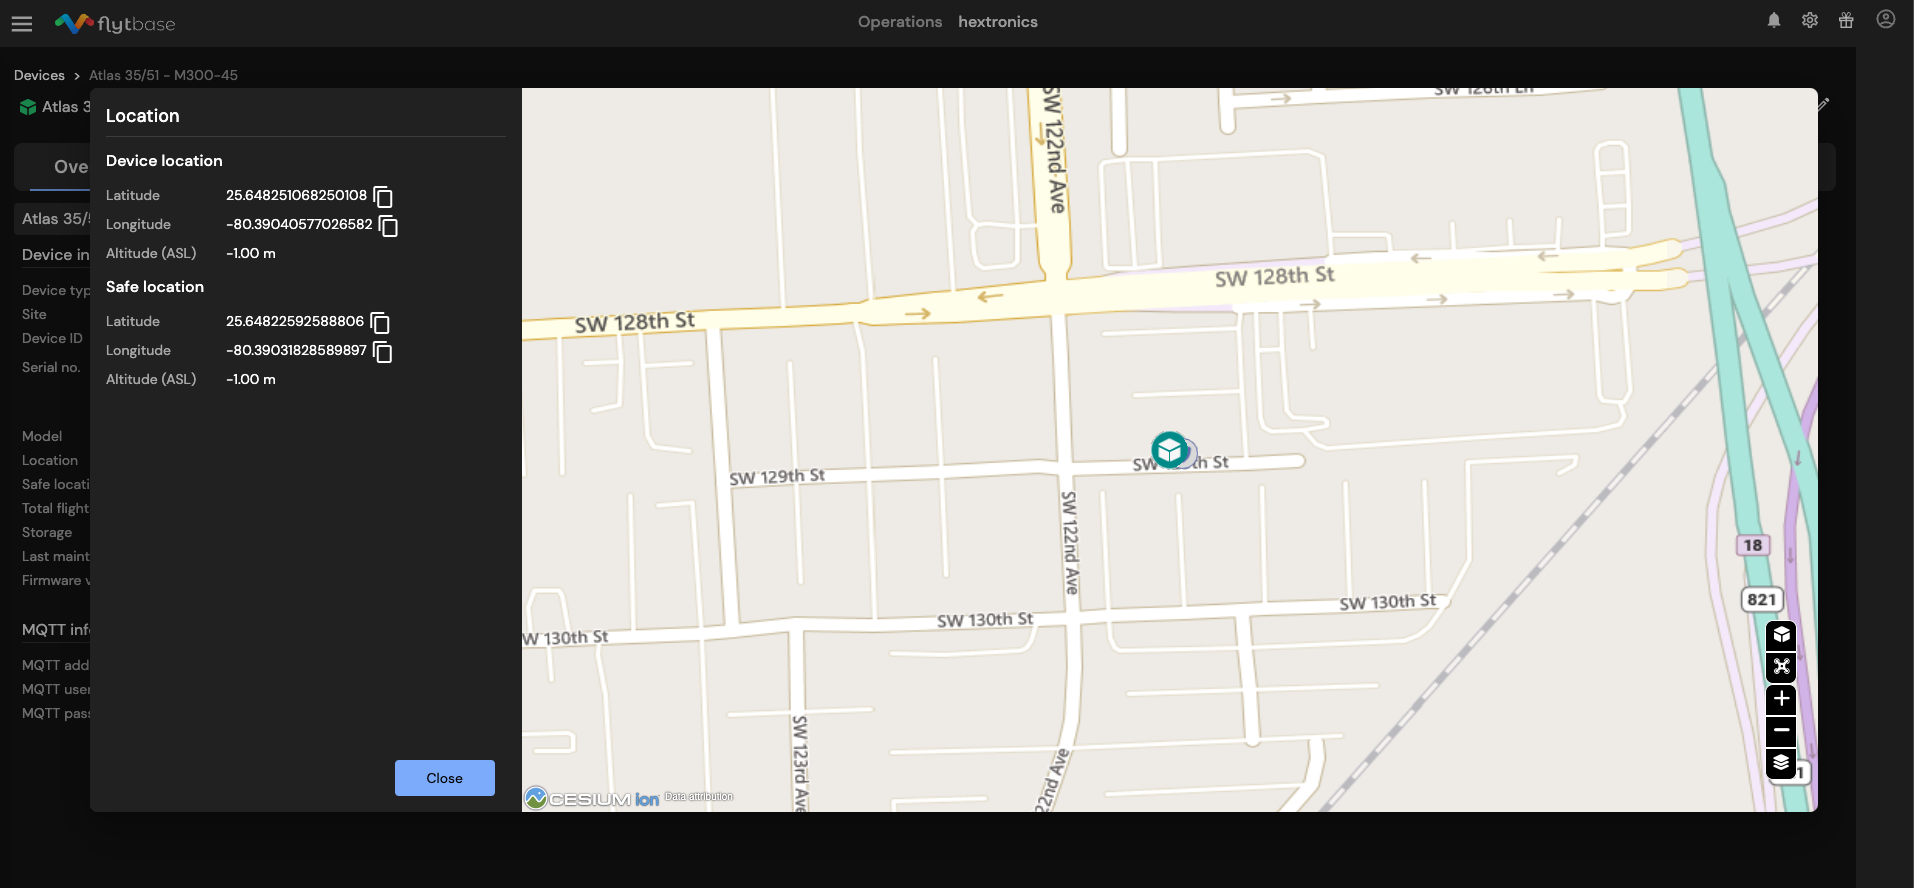 flytbase
Operations hextronics
Devices > Atlas 35/51 - M300-45
Atlas 3
Ove
Atlas 35/5
Device in
Device typ
Site
Device ID
Serial no.
Model
Location
Safe locati
Total flight
Storage
Last maint
Firmware v
MQTT info
MQTT add
MQTT user
MQTT pas
Location
Device location
Latitude 25.648251068250108
Longitude -80.39040577026582
Altitude (ASL) -1.00 m
Safe location
Latitude 25.64822592588806
Longitude -80.39031828589897
Altitude (ASL) -1.00 m
Close
SW 126th Ln
SW 122nd Ave
SW 128th St
SW 128th St
SW 129th St
SW th St
SW 122nd Ave
SW 130th St
SW 130th St
W 130th St
SW 123rd Ave
22nd Ave
18
821
1
CESIUM ion Data attribution